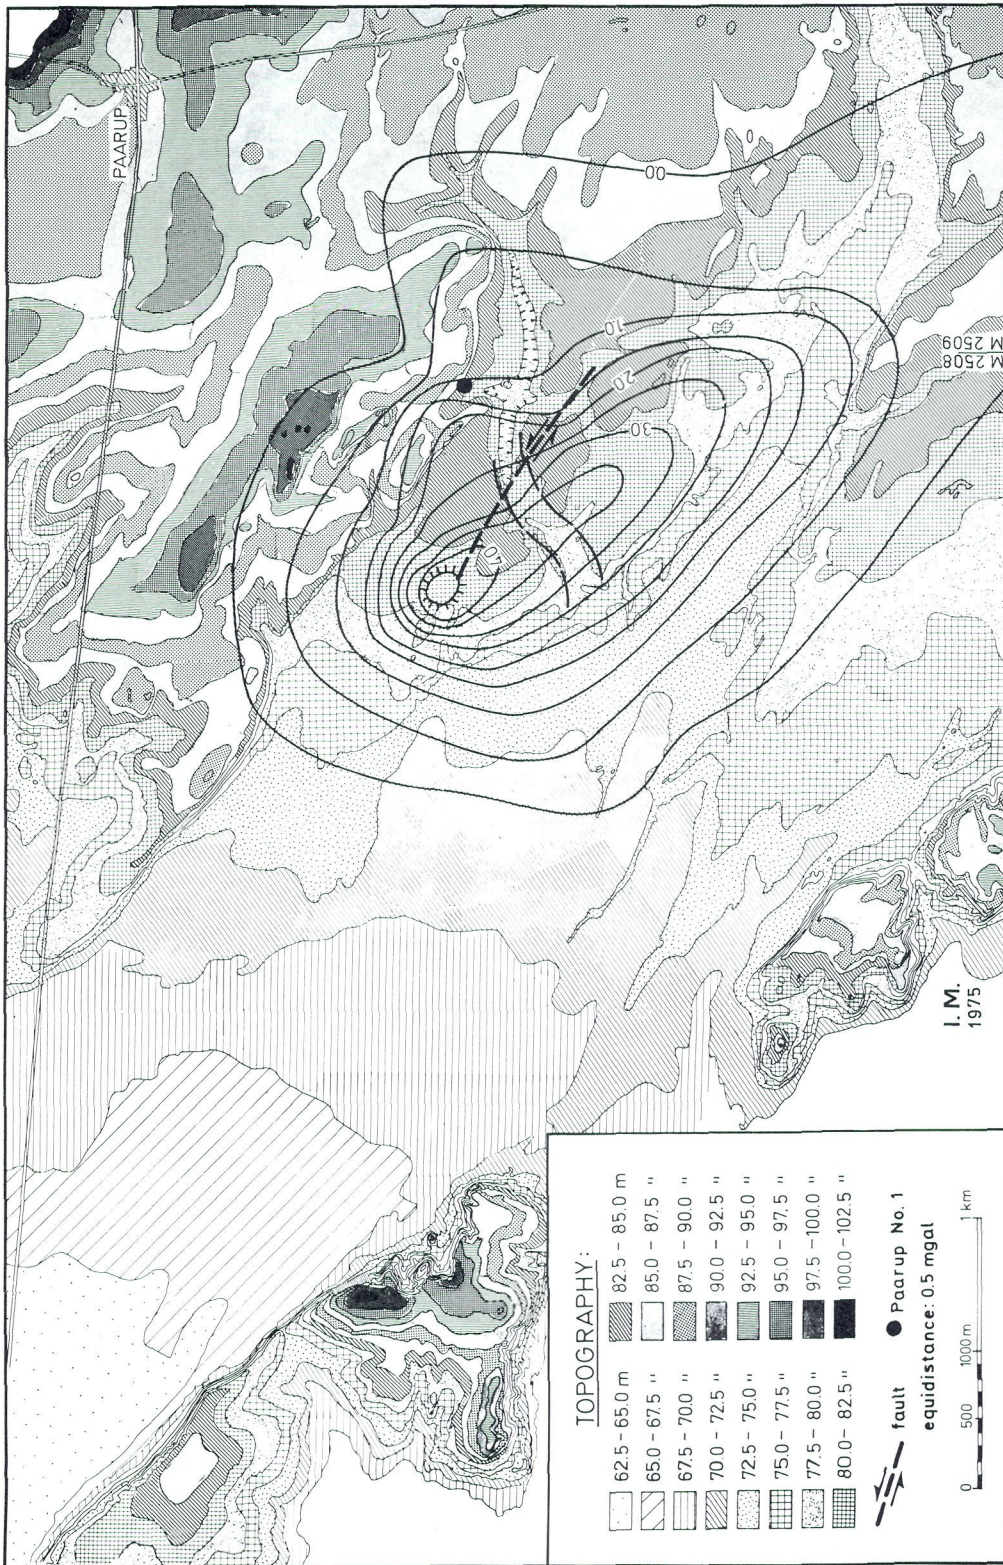 PAARUP
00
10
20
30
40
M 2508
M 2509
I. M.
1975
TOPOGRAPHY:
62.5 – 65.0 m
65.0 – 67.5 "
67.5 – 70.0 "
70.0 – 72.5 "
72.5 – 75.0 "
75.0 – 77.5 "
77.5 – 80.0 "
80.0 – 82.5 "
82.5 – 85.0 m
85.0 – 87.5 "
87.5 – 90.0 "
90.0 – 92.5 "
92.5 – 95.0 "
95.0 – 97.5 "
97.5 – 100.0 "
100.0 – 102.5 "
fault
Paarup No. 1
equidistance: 0.5 mgal
0 500 1000 m 1 km